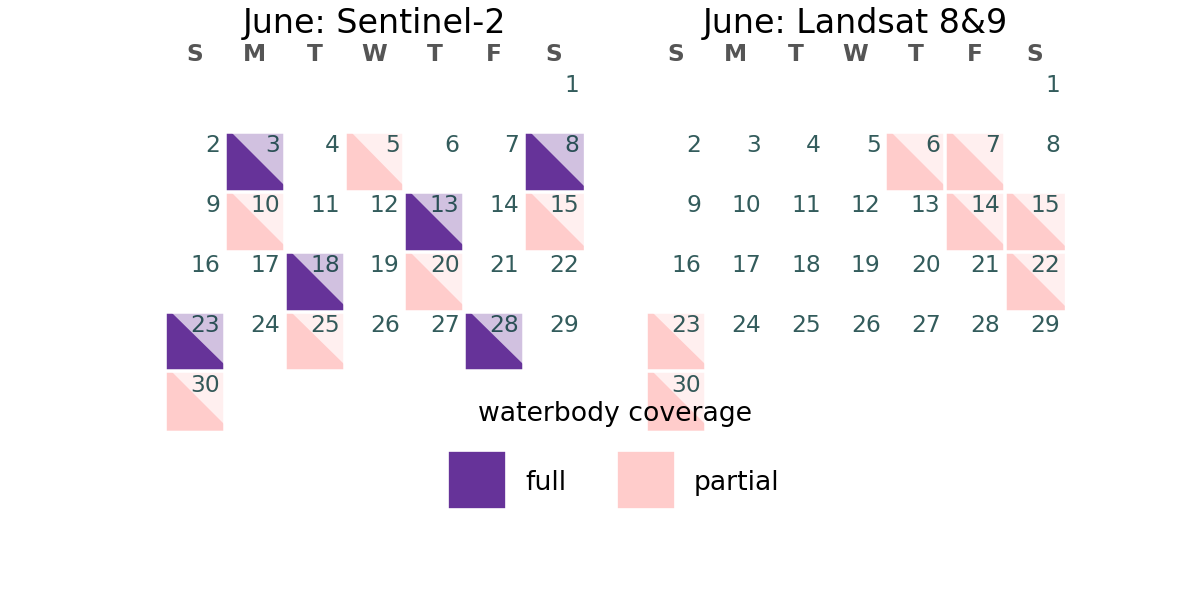 June: Sentinel-2
S M T W T F S
1
2 3 4 5 6 7 8
9 10 11 12 13 14 15
16 17 18 19 20 21 22
23 24 25 26 27 28 29
30
June: Landsat 8&9
S M T W T F S
1
2 3 4 5 6 7 8
9 10 11 12 13 14 15
16 17 18 19 20 21 22
23 24 25 26 27 28 29
30
waterbody coverage
full partial